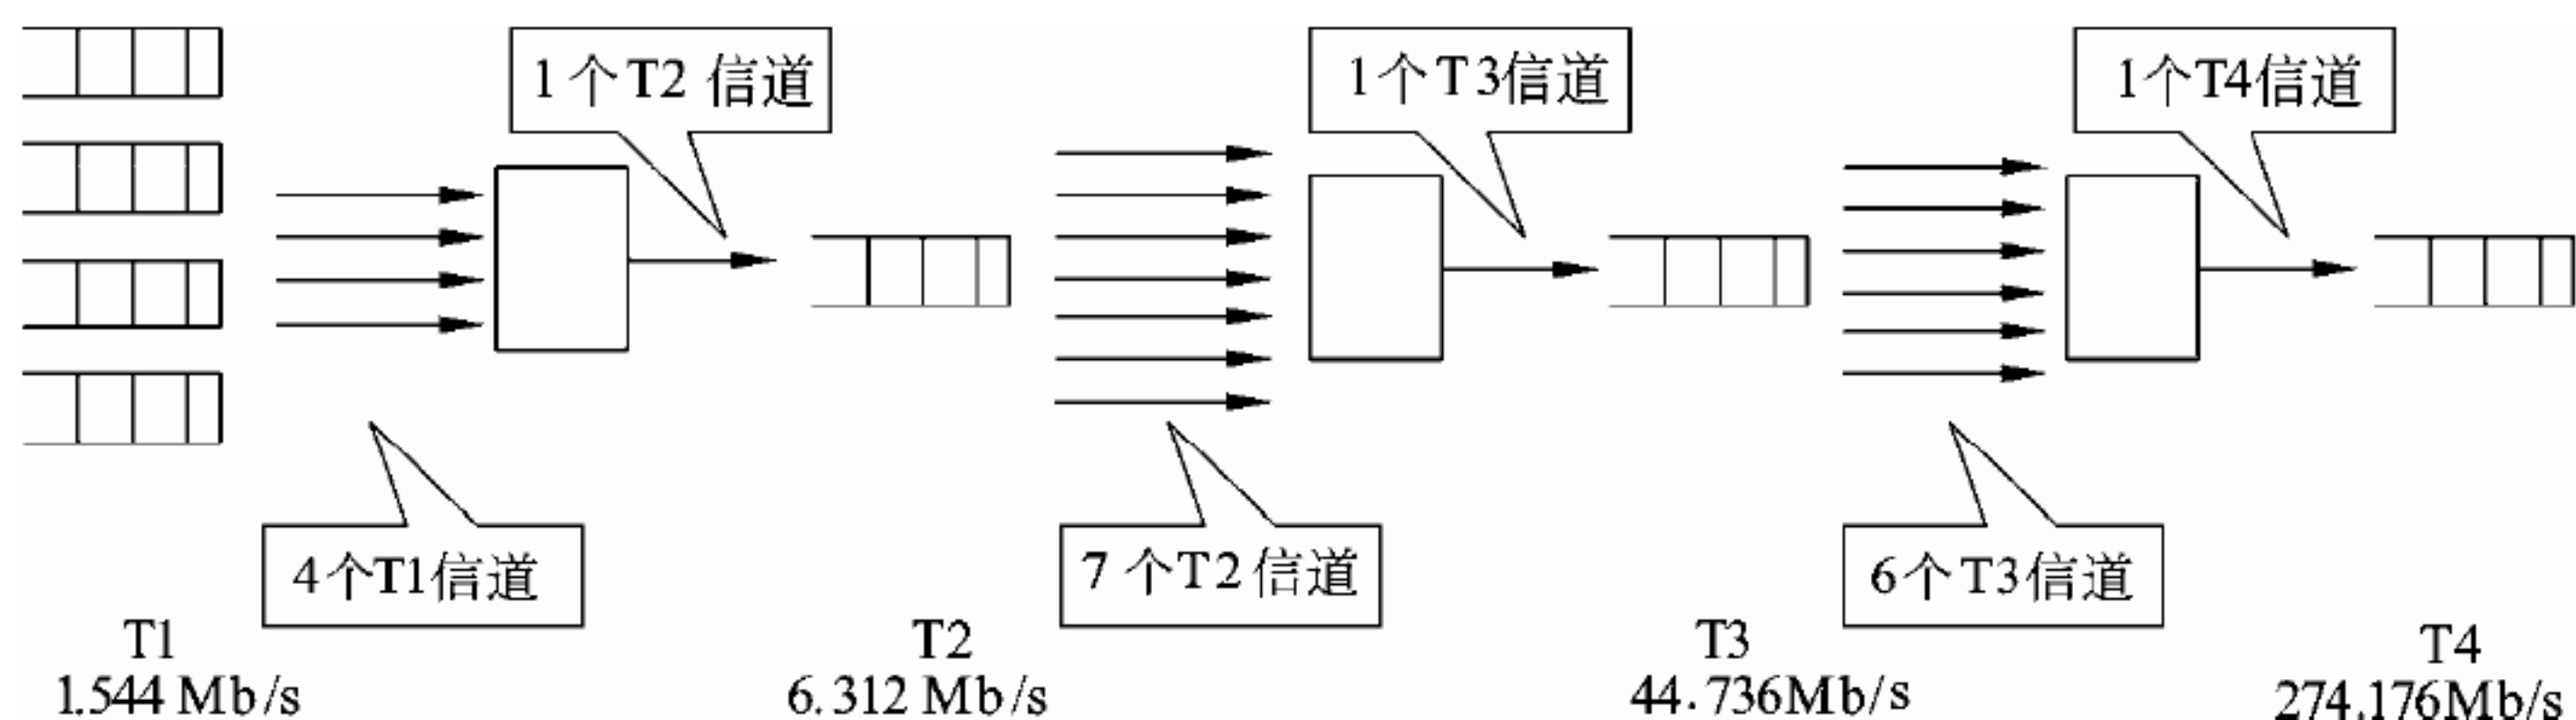 1个T2 信道
1个T3信道
1个T4信道
4个T1信道
7个T2信道
6个T3信道
T1
1.544 Mb/s
T2
6.312 Mb/s
T3
44.736Mb/s
T4
274.176Mb/s